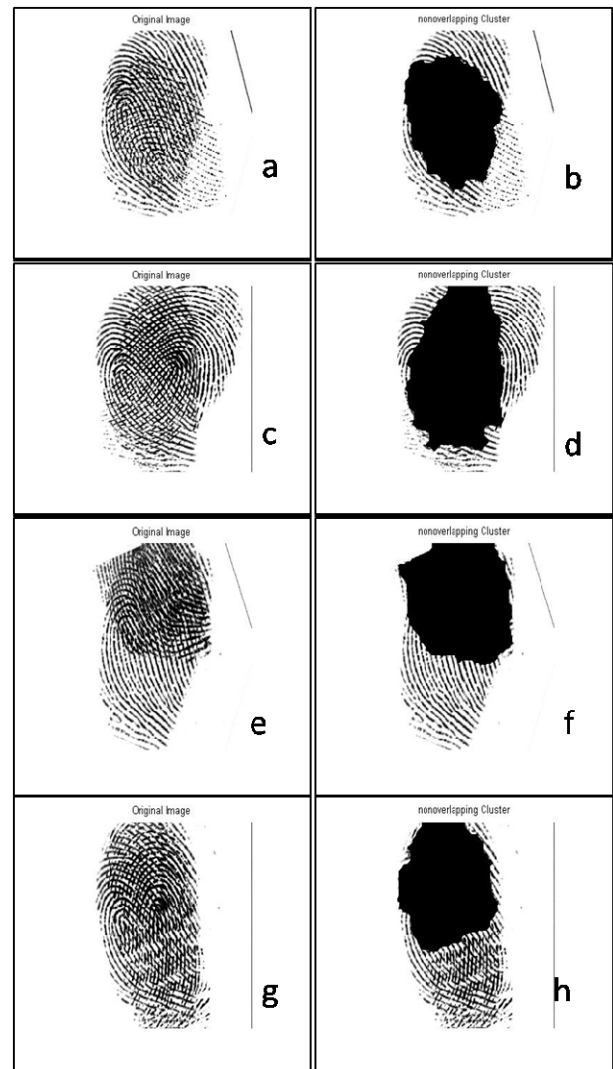 Original Image
nonoverlapping Cluster
a
b
Original Image
nonoverlapping Cluster
c
d
Original Image
nonoverlapping Cluster
e
f
Original Image
nonoverlapping Cluster
g
h